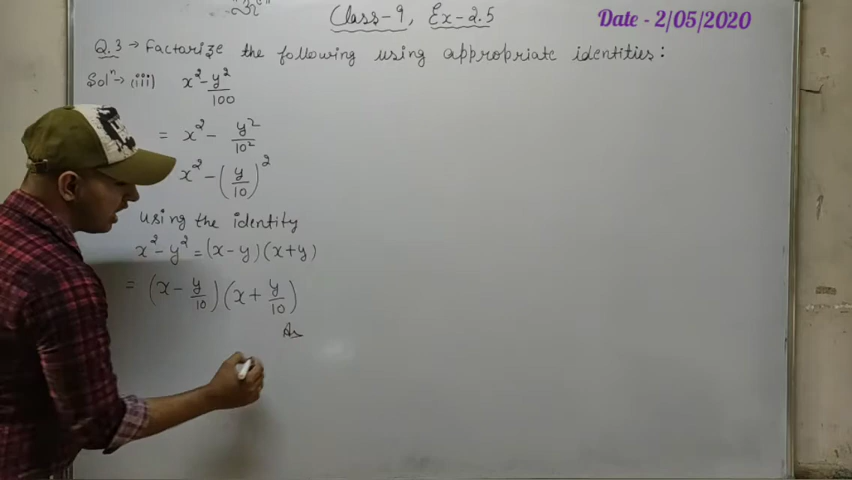 Class-9, Ex-2.5
Date - 2/05/2020
Q.3 → Factorize the following using appropriate identities:
Solⁿ→ (iii) x² - y²/100
= x² - y²/10²
x² - (y/10)²
using the identity
x² - y² = (x - y) (x + y)
= (x - y/10) (x + y/10)
As